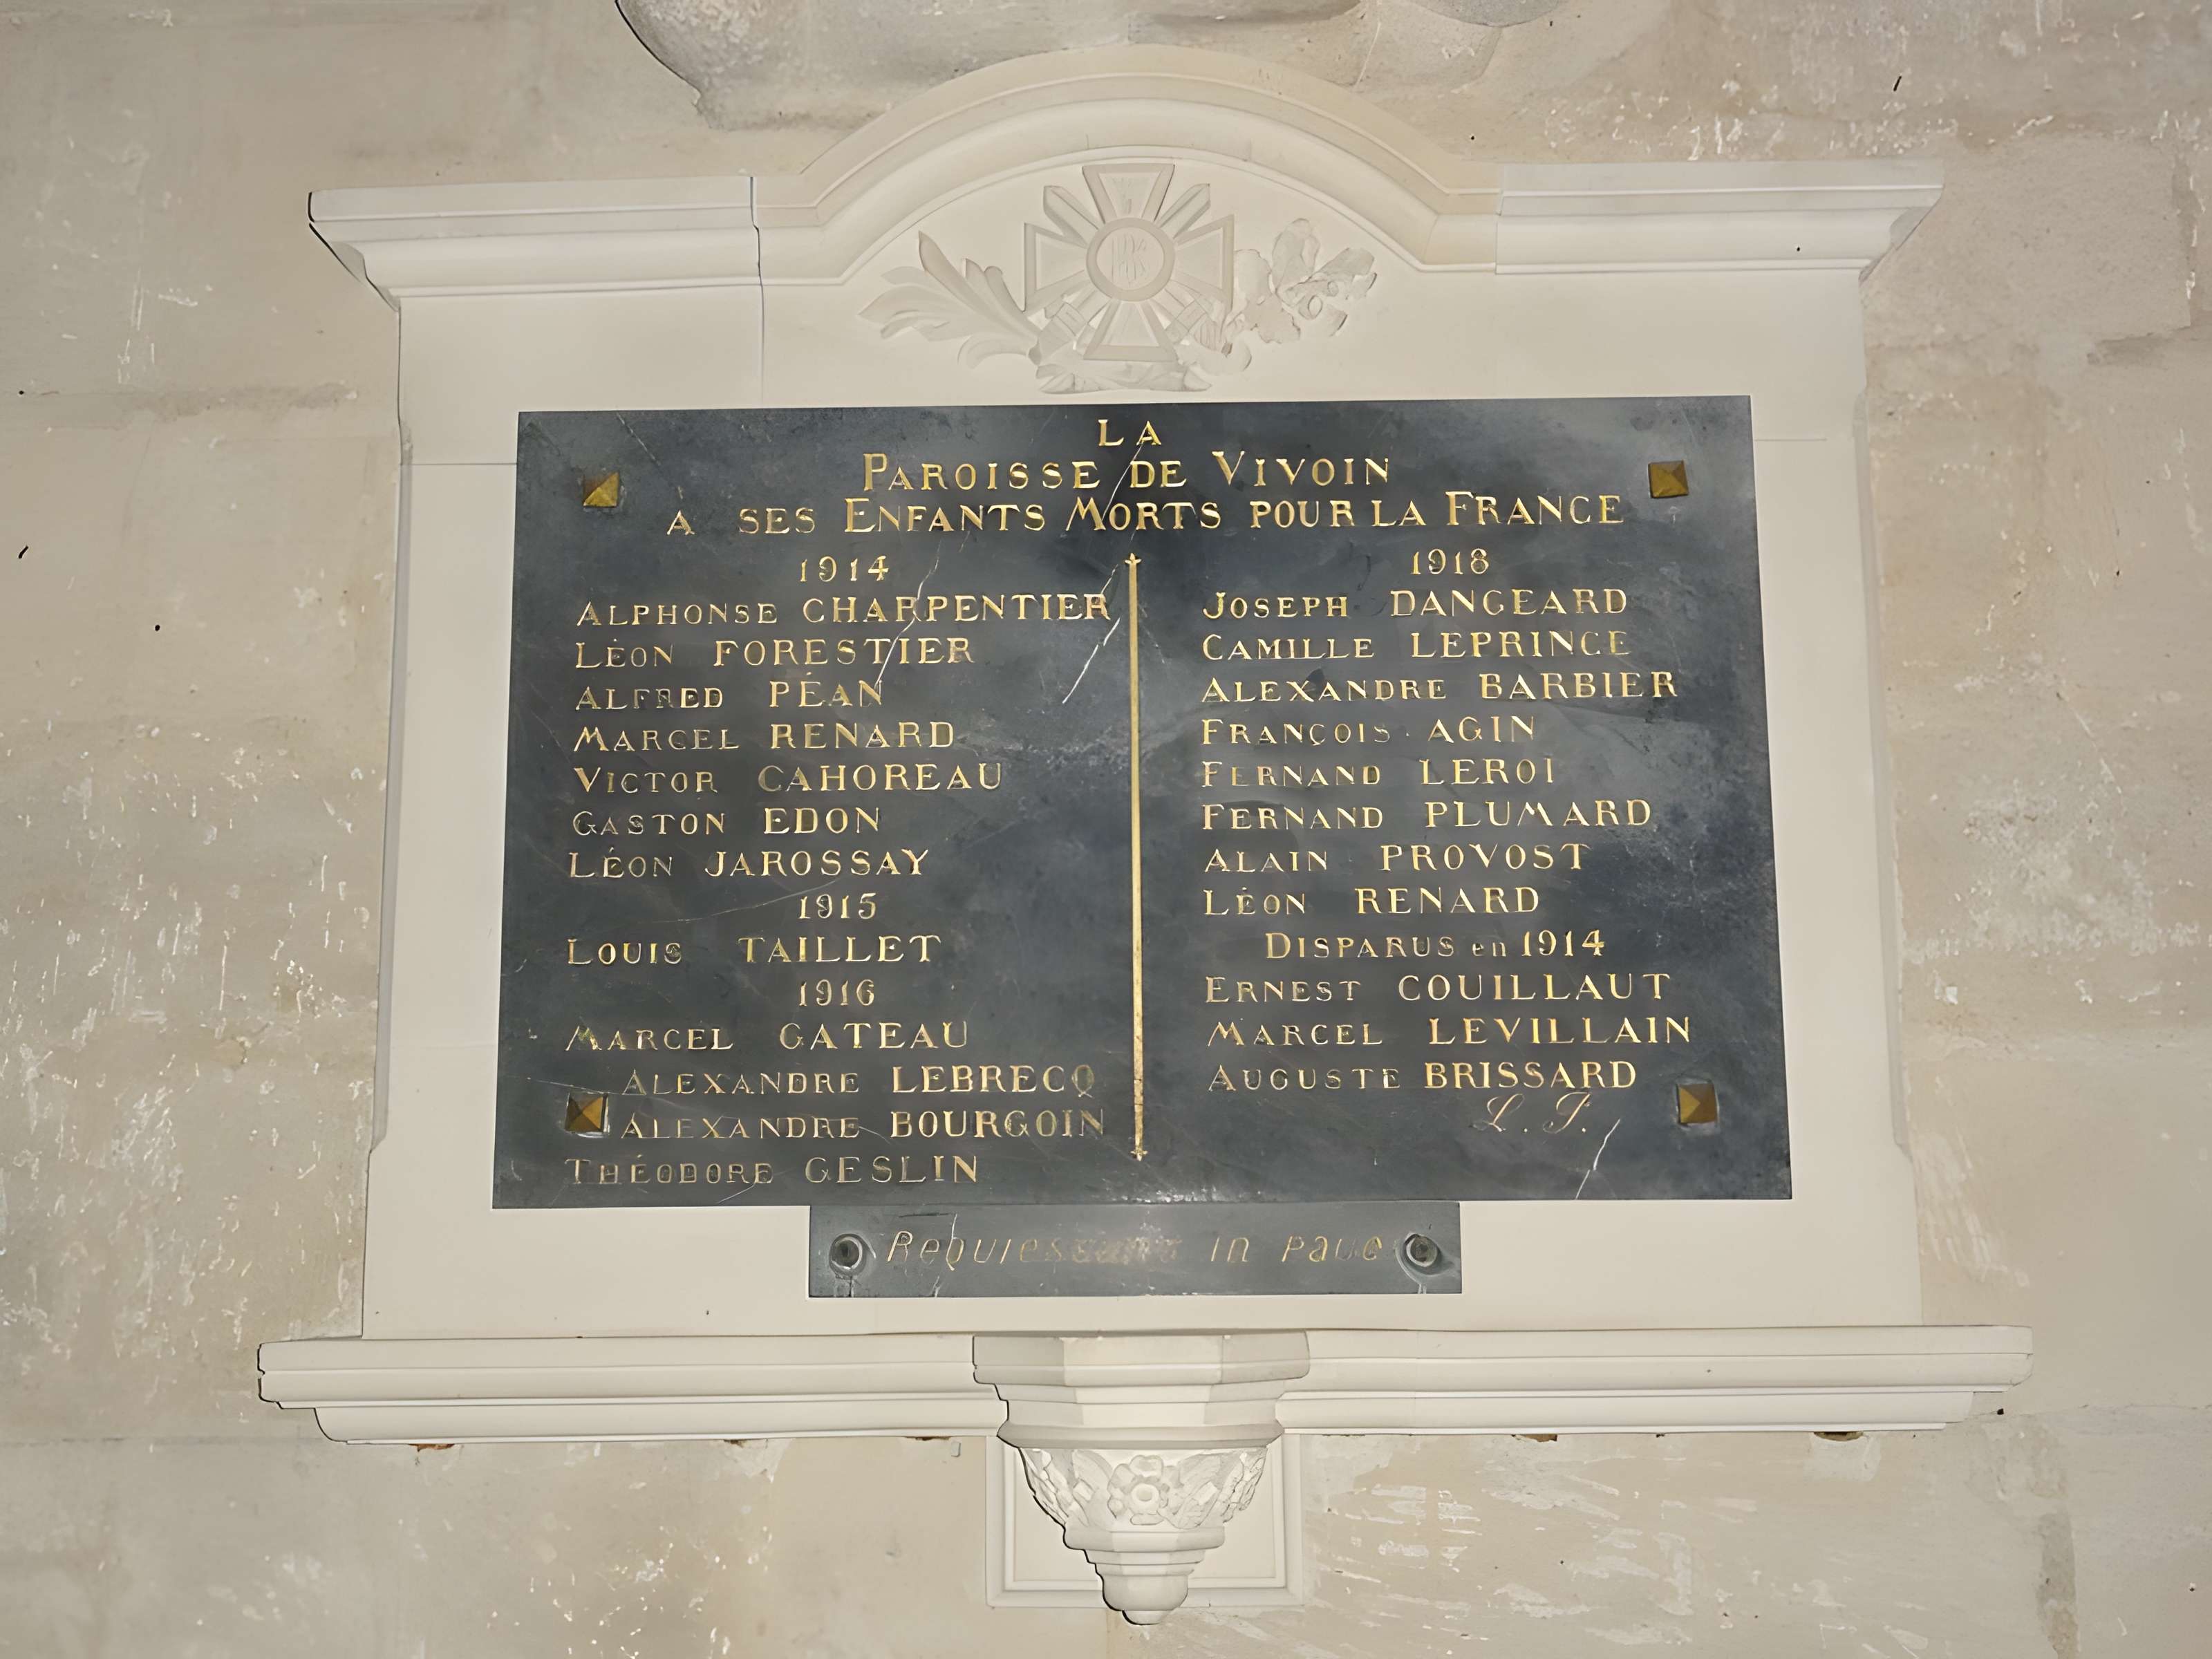 LA
PAROISSE DE VIVOIN
A SES ENFANTS MORTS POUR LA FRANCE
1914
ALPHONSE CHARPENTIER
LÉON FORESTIER
ALFRED PÉAN
MARCEL RENARD
VICTOR CAHOREAU
GASTON EDON
LÉON JAROSSAY
1915
LOUIS TAILLET
1916
MARCEL GATEAU
ALEXANDRE LEBRECQ
ALEXANDRE BOURGOIN
THÉODORE GESLIN
1918
JOSEPH DANGEARD
CAMILLE LEPRINCE
ALEXANDRE BARBIER
FRANÇOIS AGIN
FERNAND LEROI
FERNAND PLUMARD
ALAIN PROVOST
LÉON RENARD
DISPARUS en 1914
ERNEST COUILLAUT
MARCEL LEVILLAIN
AUGUSTE BRISSARD
in pace